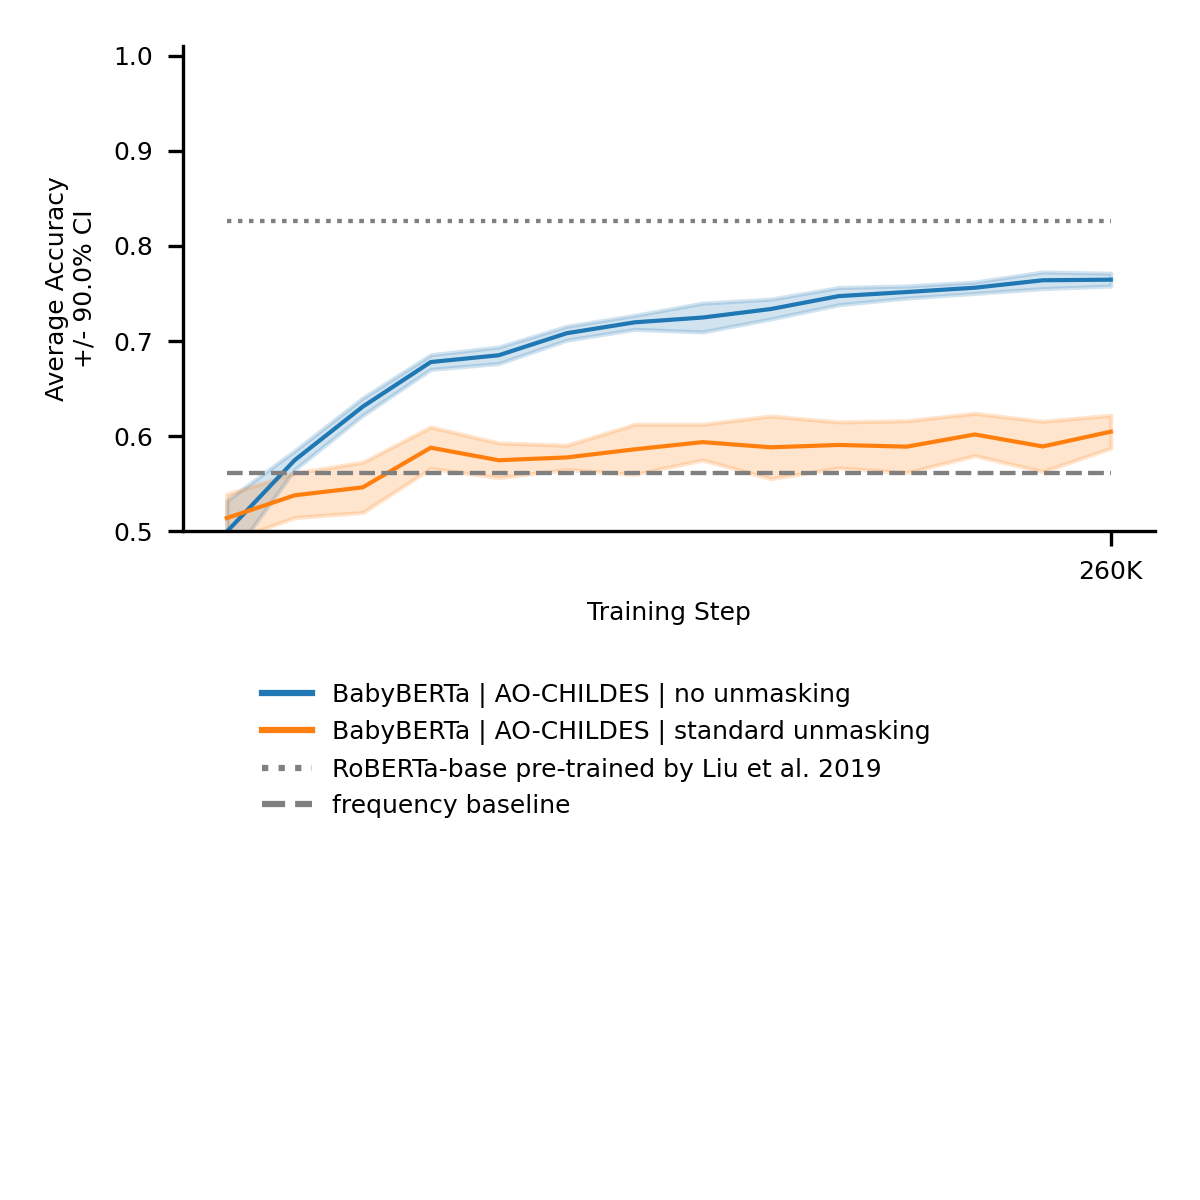 1.0
0.9
0.8
0.7
0.6
0.5
Average Accuracy
+/- 90.0% CI
260K
Training Step
BabyBERTa | AO-CHILDES | no unmasking
BabyBERTa | AO-CHILDES | standard unmasking
RoBERTa-base pre-trained by Liu et al. 2019
frequency baseline